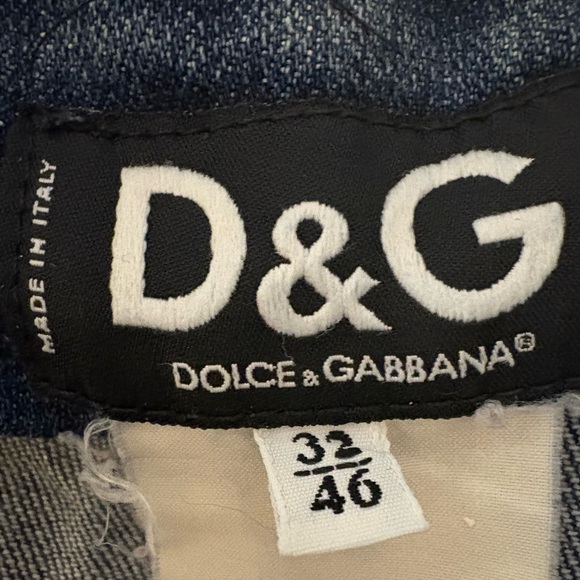 MADE IN ITALY
D&G
DOLCE & GABBANA®
32
46